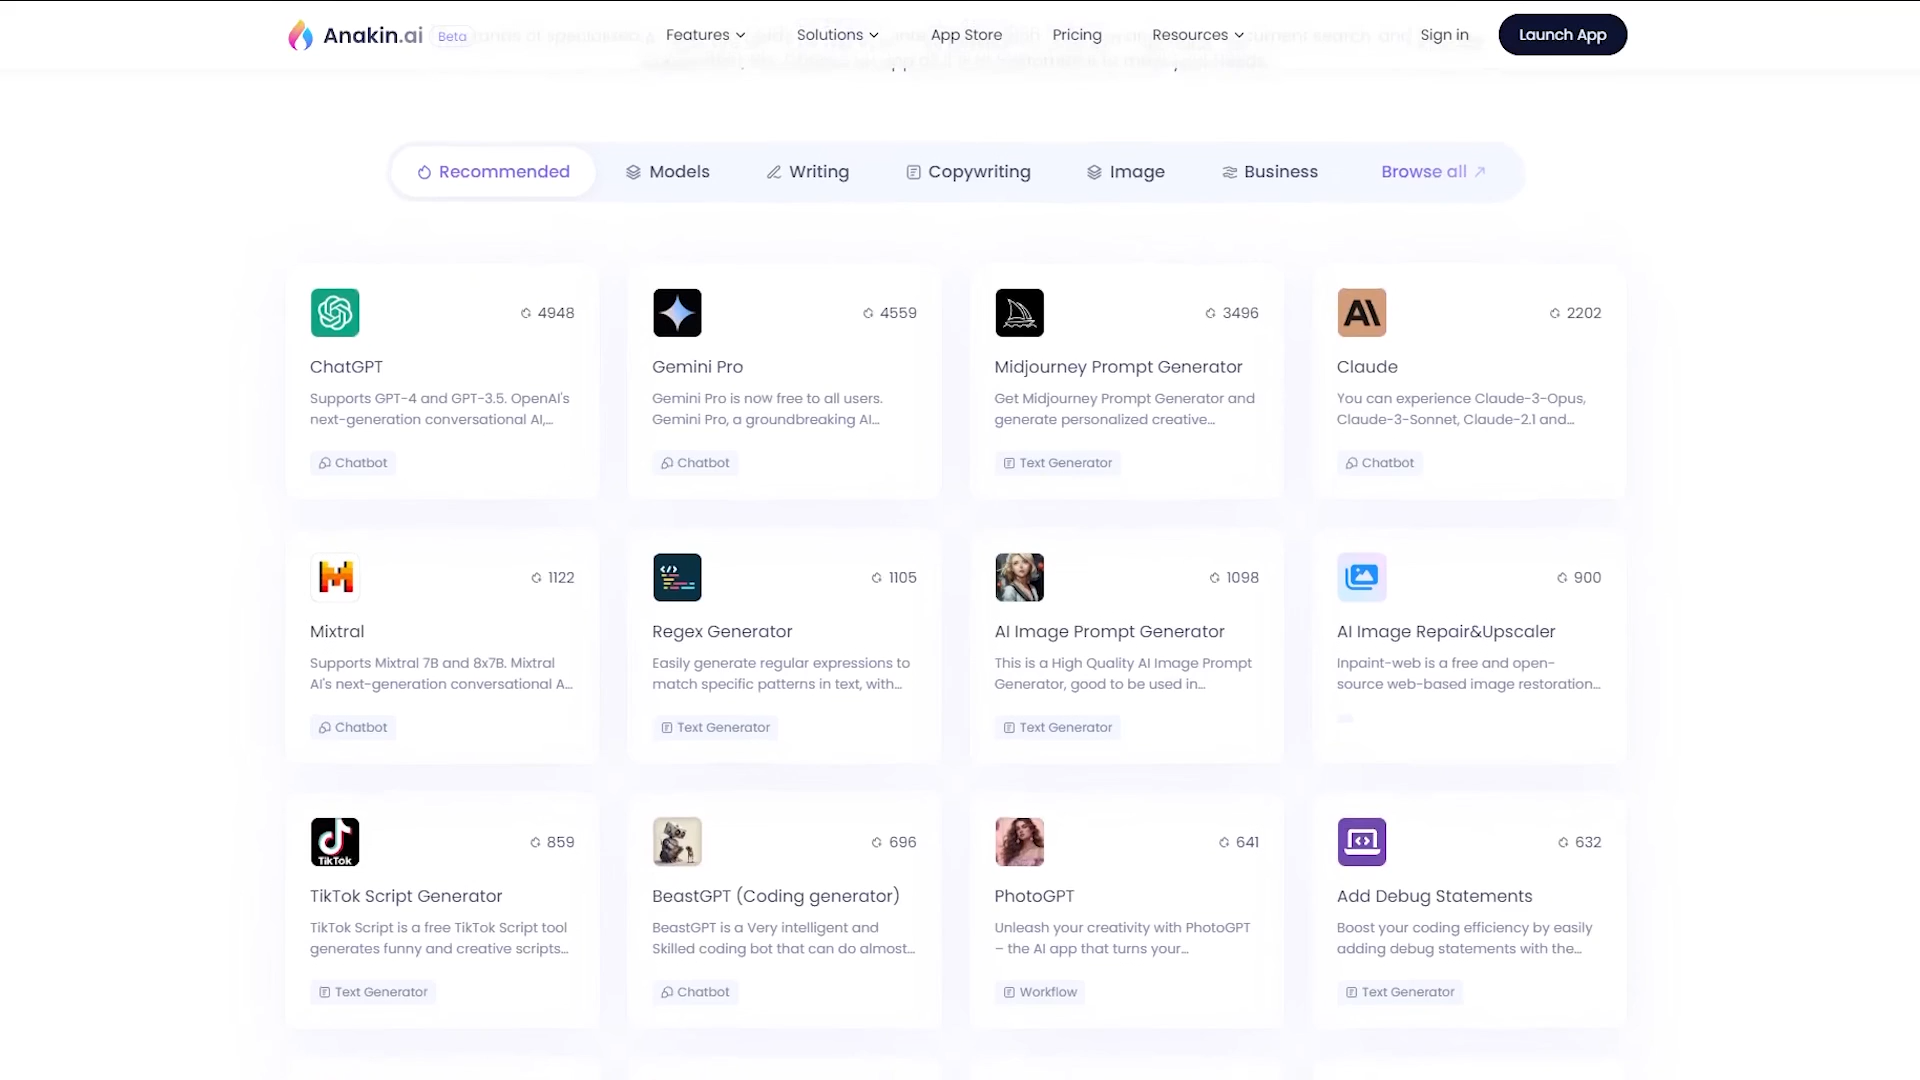 Anakin.ai Beta Features Solutions App Store Pricing Resources Sign in Launch App
Recommended Models Writing Copywriting Image Business Browse all
4948 4559 3496 2202
ChatGPT Gemini Pro Midjourney Prompt Generator Claude
Supports GPT-4 and GPT-3.5. OpenAI's Gemini Pro is now free to all users. Get Midjourney Prompt Generator and You can experience Claude-3-Opus,
next-generation conversational AI,... Gemini Pro, a groundbreaking AI... generate personalized creative... Claude-3-Sonnet, Claude-2.1 and...
Chatbot Chatbot Text Generator Chatbot
1122 1105 1098 900
Mixtral Regex Generator AI Image Prompt Generator AI Image Repair&Upscaler
Supports Mixtral 7B and 8x7B. Mixtral Easily generate regular expressions to This is a High Quality AI Image Prompt Inpaint-web is a free and open-
AI's next-generation conversational A... match specific patterns in text, with... Generator, good to be used in... source web-based image restoration...
Chatbot Text Generator Text Generator
TikTok 859 696 641 632
TikTok Script Generator BeastGPT (Coding generator) PhotoGPT Add Debug Statements
TikTok Script is a free TikTok Script tool BeastGPT is a Very intelligent and Unleash your creativity with PhotoGPT Boost your coding efficiency by easily
generates funny and creative scripts... Skilled coding bot that can do almost... – the AI app that turns your... adding debug statements with the...
Text Generator Chatbot Workflow Text Generator